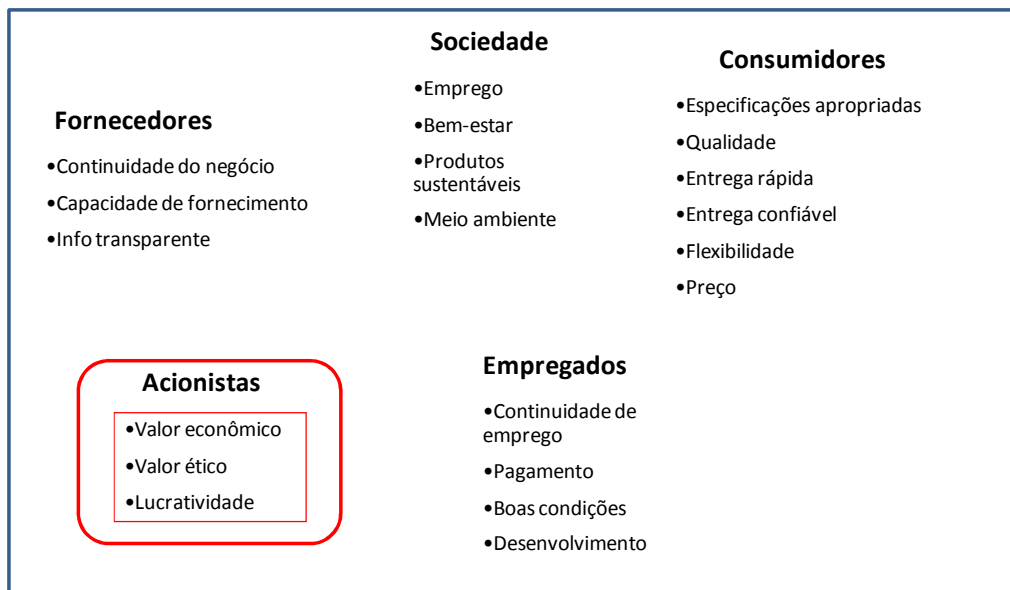 Sociedade
•Emprego
•Bem-estar
•Produtos
sustentáveis
•Meio ambiente
Consumidores
•Especificações apropriadas
•Qualidade
•Entrega rápida
•Entrega confiável
•Flexibilidade
•Preço
Fornecedores
•Continuidade do negócio
•Capacidade de fornecimento
•Info transparente
Acionistas
•Valor econômico
•Valor ético
•Lucratividade
Empregados
•Continuidade de
emprego
•Pagamento
•Boas condições
•Desenvolvimento